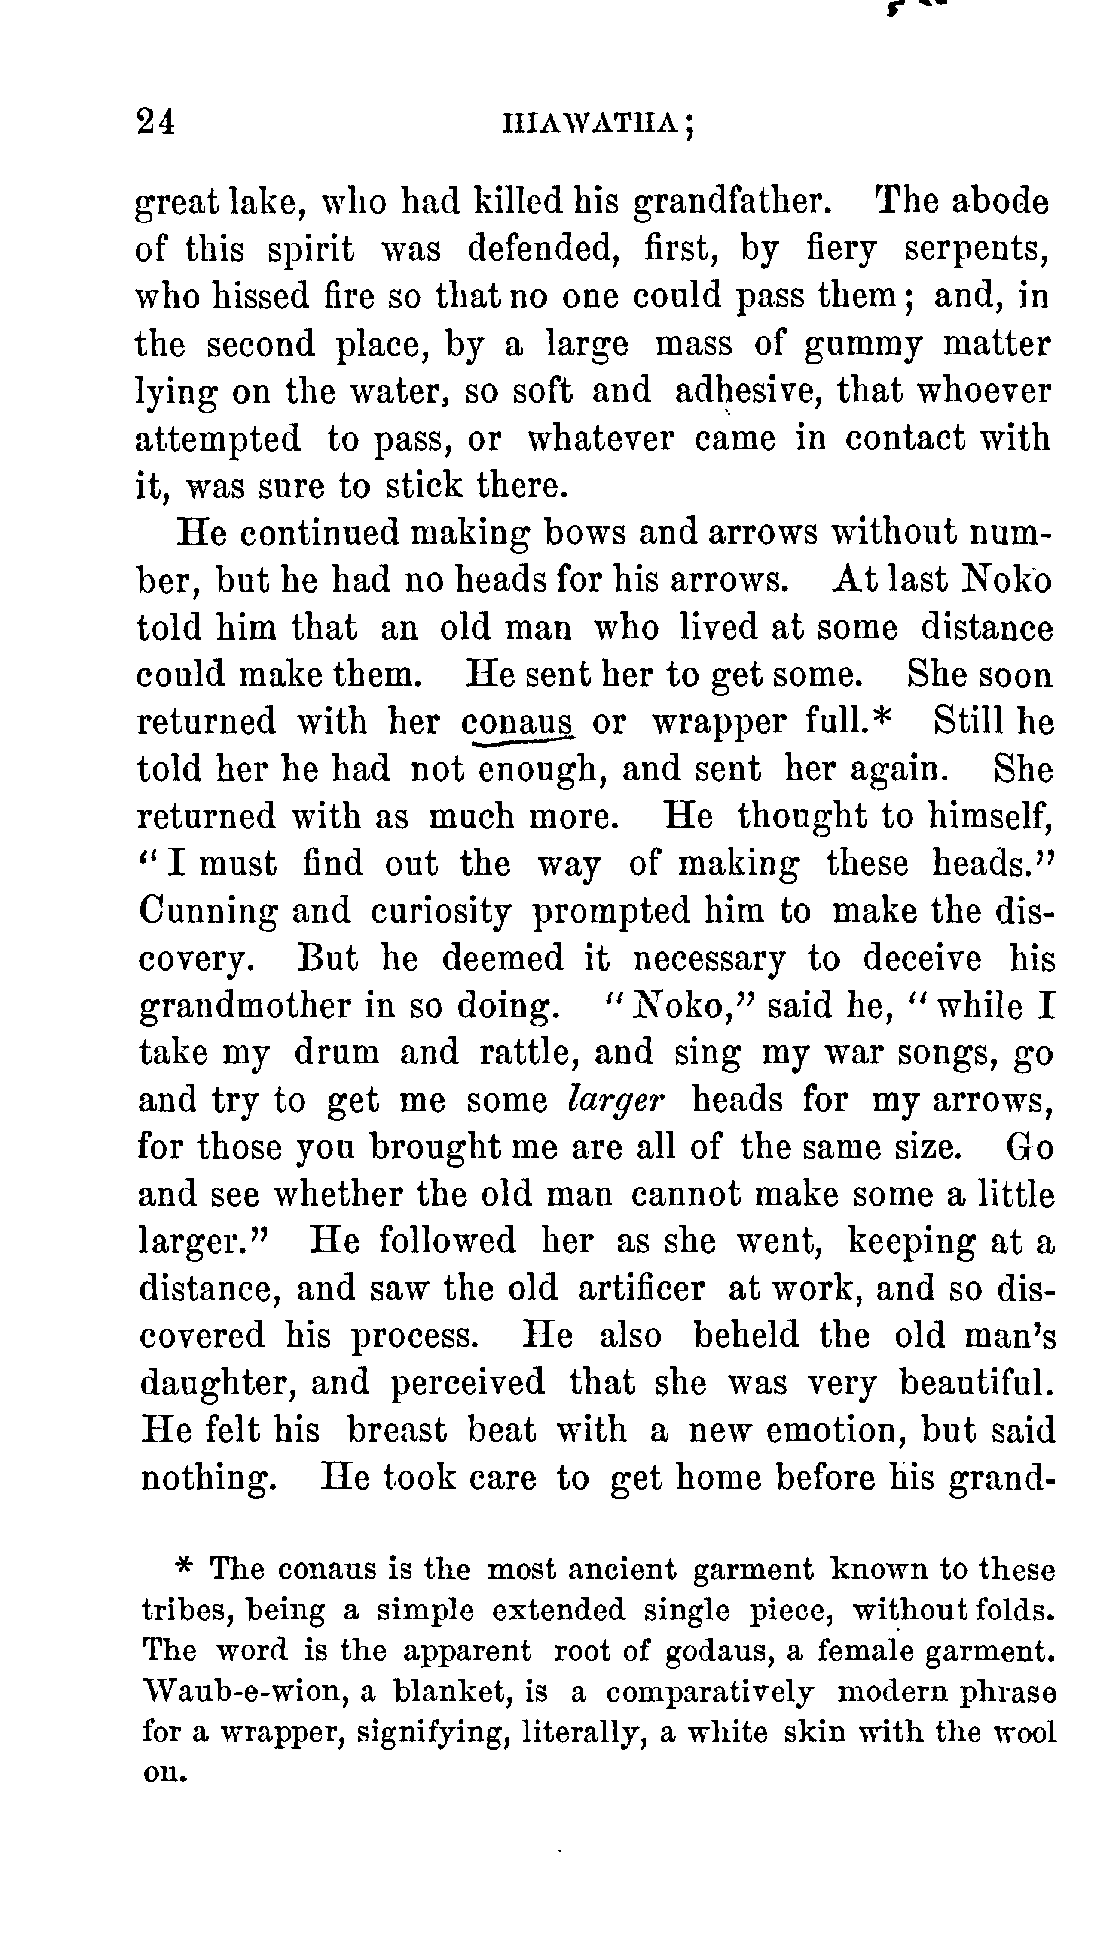 24 HIAWATHA;
great lake, who had killed his grandfather. The abode
of this spirit was defended, first, by fiery serpents,
who hissed fire so that no one could pass them; and, in
the second place, by a large mass of gummy matter
lying on the water, so soft and adhesive, that whoever
attempted to pass, or whatever came in contact with
it, was sure to stick there.
He continued making bows and arrows without num-
ber, but he had no heads for his arrows. At last Noko
told him that an old man who lived at some distance
could make them. He sent her to get some. She soon
returned with her conaus or wrapper full.* Still he
told her he had not enough, and sent her again. She
returned with as much more. He thought to himself,
"I must find out the way of making these heads."
Cunning and curiosity prompted him to make the dis-
covery. But he deemed it necessary to deceive his
grandmother in so doing. "Noko," said he, "while I
take my drum and rattle, and sing my war songs, go
and try to get me some larger heads for my arrows,
for those you brought me are all of the same size. Go
and see whether the old man cannot make some a little
larger." He followed her as she went, keeping at a
distance, and saw the old artificer at work, and so dis-
covered his process. He also beheld the old man's
daughter, and perceived that she was very beautiful.
He felt his breast beat with a new emotion, but said
nothing. He took care to get home before his grand-
* The conaus is the most ancient garment known to these
tribes, being a simple extended single piece, without folds.
The word is the apparent root of godaus, a female garment.
Waub-e-wion, a blanket, is a comparatively modern phrase
for a wrapper, signifying, literally, a white skin with the wool
on.